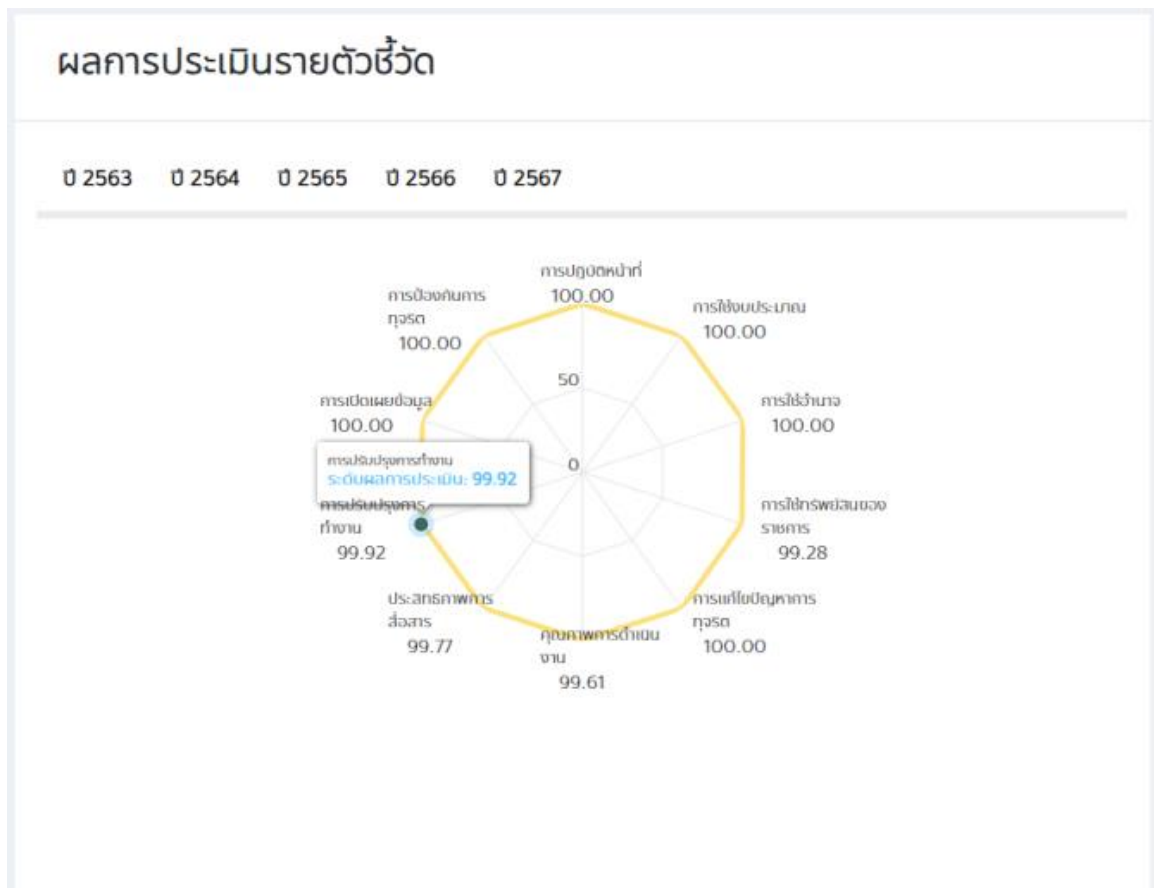 ผลการประเมินรายตัวชี้วัด
ปี 2563 ปี 2564 ปี 2565 ปี 2566 ปี 2567
การปฏิบัติหน้าที่
100.00
การป้องกันการ
ทุจริต
100.00
การใช้งบประมาณ
100.00
50
การเปิดเผยข้อมูล
100.00
การใช้อำนาจ
100.00
การปรับปรุงการทำงาน
ระดับผลการประเมิน: 99.92
0
การปรับปรุงการ
ทำงาน
99.92
การใช้ทรัพย์สินของ
ราชการ
99.28
ประสิทธิภาพการ
สื่อสาร
99.77
คุณภาพการดำเนิน
งาน
99.61
การแก้ไขปัญหาการ
ทุจริต
100.00